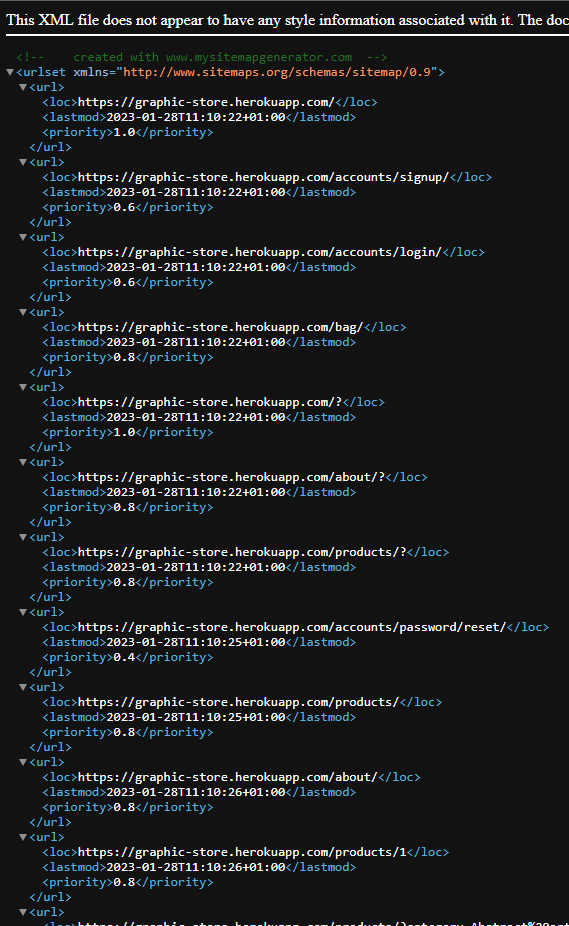 This XML file does not appear to have any style information associated with it. The doc
<!-- created with www.mysitemapgenerator.com -->
▼<urlset xmlns="http://www.sitemaps.org/schemas/sitemap/0.9">
▼<url>
<loc>https://graphic-store.herokuapp.com/</loc>
<lastmod>2023-01-28T11:10:22+01:00</lastmod>
<priority>1.0</priority>
</url>
▼<url>
<loc>https://graphic-store.herokuapp.com/accounts/signup/</loc>
<lastmod>2023-01-28T11:10:22+01:00</lastmod>
<priority>0.6</priority>
</url>
▼<url>
<loc>https://graphic-store.herokuapp.com/accounts/login/</loc>
<lastmod>2023-01-28T11:10:22+01:00</lastmod>
<priority>0.6</priority>
</url>
▼<url>
<loc>https://graphic-store.herokuapp.com/bag/</loc>
<lastmod>2023-01-28T11:10:22+01:00</lastmod>
<priority>0.8</priority>
</url>
▼<url>
<loc>https://graphic-store.herokuapp.com/?</loc>
<lastmod>2023-01-28T11:10:22+01:00</lastmod>
<priority>1.0</priority>
</url>
▼<url>
<loc>https://graphic-store.herokuapp.com/about/?</loc>
<lastmod>2023-01-28T11:10:22+01:00</lastmod>
<priority>0.8</priority>
</url>
▼<url>
<loc>https://graphic-store.herokuapp.com/products/?</loc>
<lastmod>2023-01-28T11:10:22+01:00</lastmod>
<priority>0.8</priority>
</url>
▼<url>
<loc>https://graphic-store.herokuapp.com/accounts/password/reset/</loc>
<lastmod>2023-01-28T11:10:25+01:00</lastmod>
<priority>0.4</priority>
</url>
▼<url>
<loc>https://graphic-store.herokuapp.com/products/</loc>
<lastmod>2023-01-28T11:10:25+01:00</lastmod>
<priority>0.8</priority>
</url>
▼<url>
<loc>https://graphic-store.herokuapp.com/about/</loc>
<lastmod>2023-01-28T11:10:26+01:00</lastmod>
<priority>0.8</priority>
</url>
▼<url>
<loc>https://graphic-store.herokuapp.com/products/1</loc>
<lastmod>2023-01-28T11:10:26+01:00</lastmod>
<priority>0.8</priority>
</url>
▼<url>